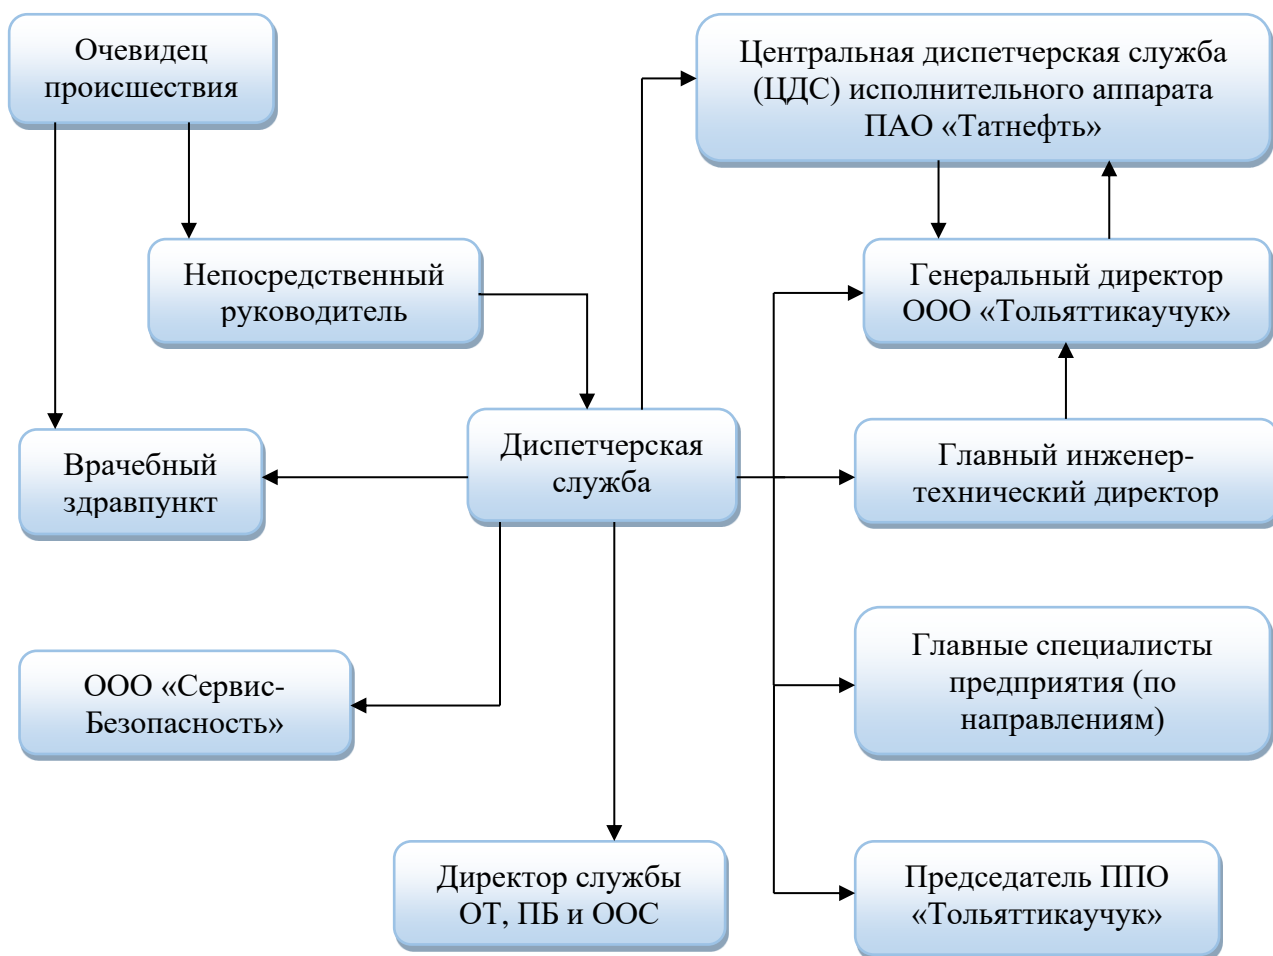 Очевидец
происшествия
Центральная диспетчерская служба
(ЦДС) исполнительного аппарата
ПАО «Татнефть»
Непосредственный
руководитель
Генеральный директор
ООО «Тольяттикаучук»
Врачебный
здравпункт
Диспетчерская
служба
Главный инженер-
технический директор
ООО «Сервис-
Безопасность»
Главные специалисты
предприятия (по
направлениям)
Директор службы
ОТ, ПБ и ООС
Председатель ППО
«Тольяттикаучук»